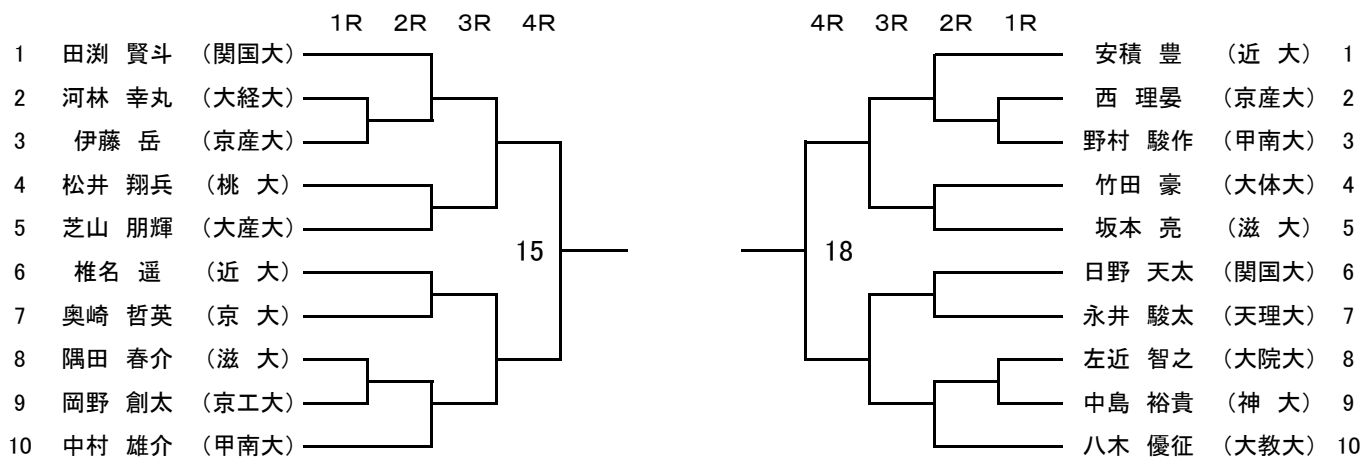 1R 2R 3R 4R
1 田渕 賢斗 （関国大）
2 河林 幸丸 （大経大）
3 伊藤 岳 （京産大）
4 松井 翔兵 （桃 大）
5 芝山 朋輝 （大産大）
6 椎名 遥 （近 大）
7 奥崎 哲英 （京 大）
8 隅田 春介 （滋 大）
9 岡野 創太 （京工大）
10 中村 雄介 （甲南大）
15
4R 3R 2R 1R
安積 豊 （近 大） 1
西 理晏 （京産大） 2
野村 駿作 （甲南大） 3
竹田 豪 （大体大） 4
坂本 亮 （滋 大） 5
日野 天太 （関国大） 6
永井 駿太 （天理大） 7
左近 智之 （大院大） 8
中島 裕貴 （神 大） 9
八木 優征 （大教大） 10
18